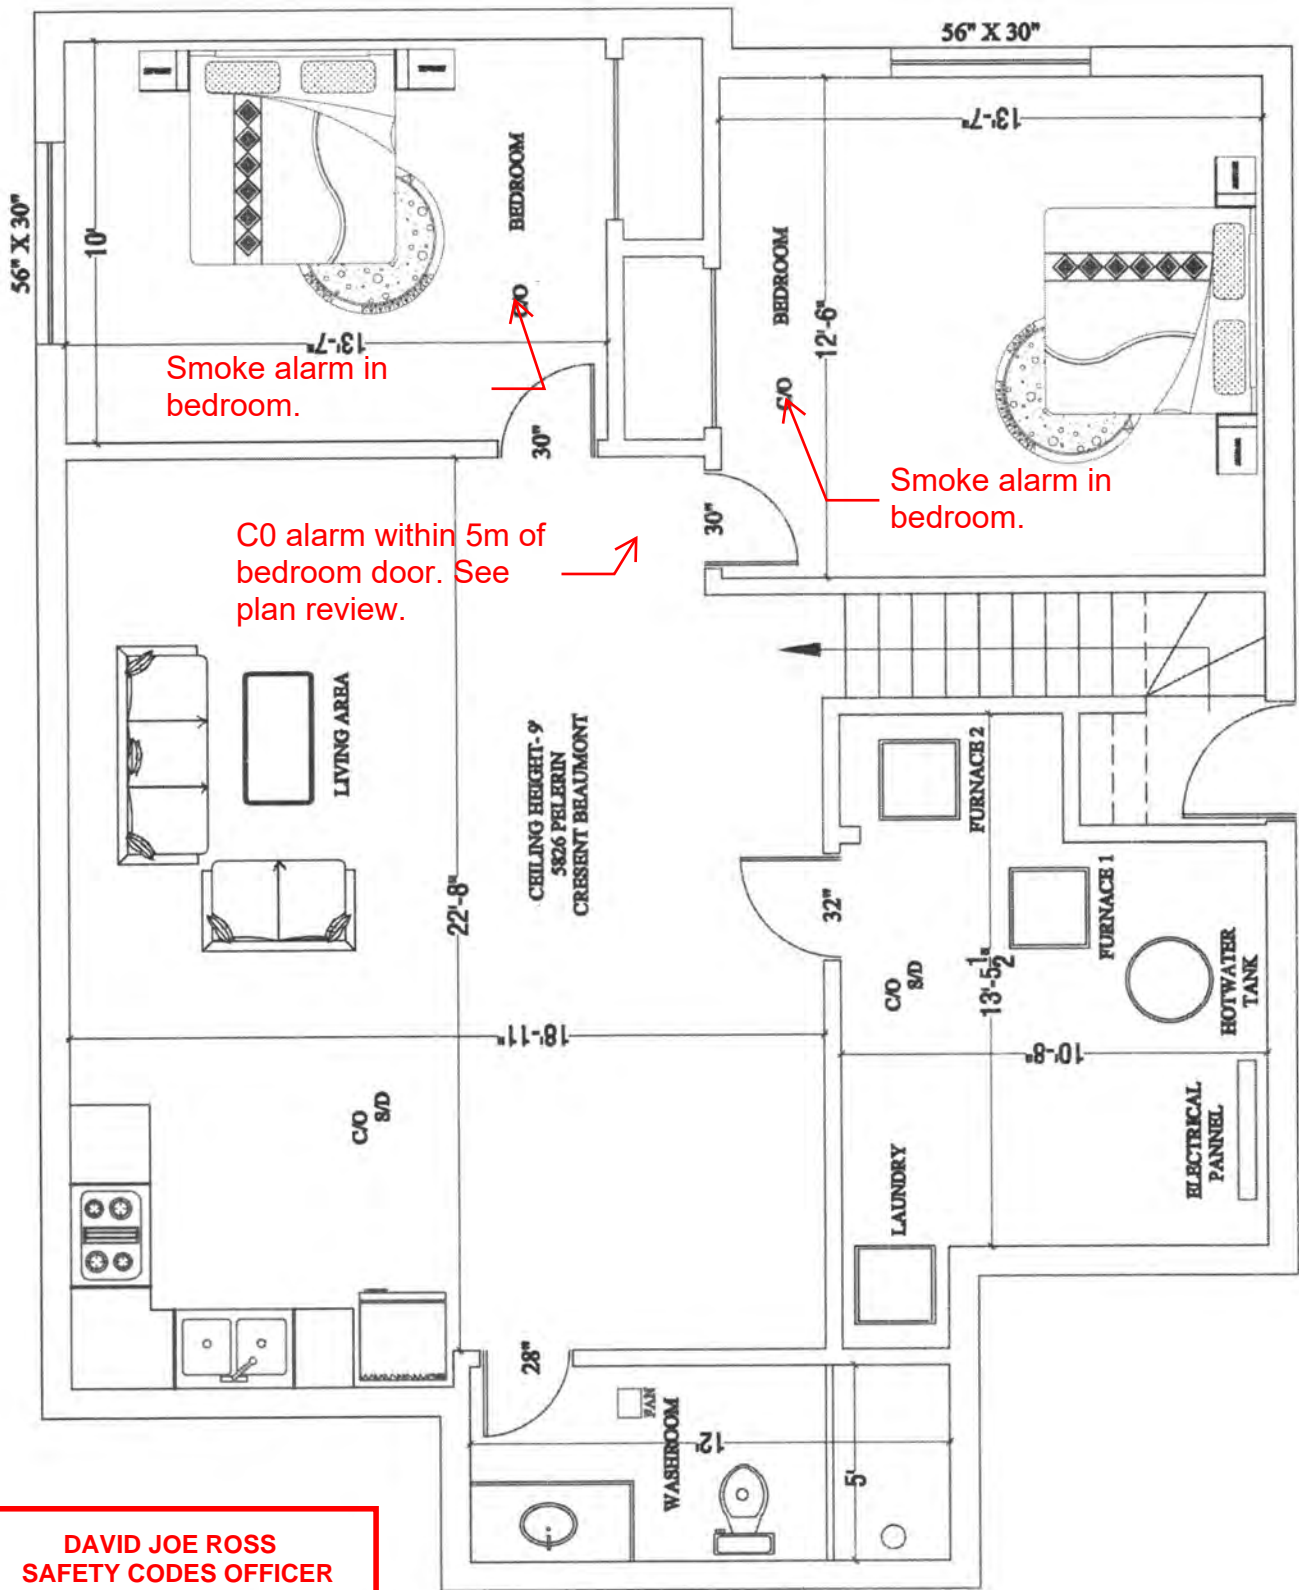 56" X 30"
56" X 30"
10'
13'-7"
BEDROOM
C/O
Smoke alarm in
bedroom.
30"
13'-7"
BEDROOM
12'-6"
C/O
Smoke alarm in
bedroom.
30"
C0 alarm within 5m of
bedroom door. See
plan review.
LIVING AREA
CEILING HEIGHT- 9'
5826 PELERIN
CRESENT BEAUMONT
22'-8"
18'-11"
C/O
S/D
FURNACE 2
32"
FURNACE 1
C/O
S/D
13'-5 1/2"
HOTWATER
TANK
10'-8"
ELECTRICAL
PANNEL
LAUNDRY
28"
FAN
WASHROOM
12'
5'
DAVID JOE ROSS
SAFETY CODES OFFICER